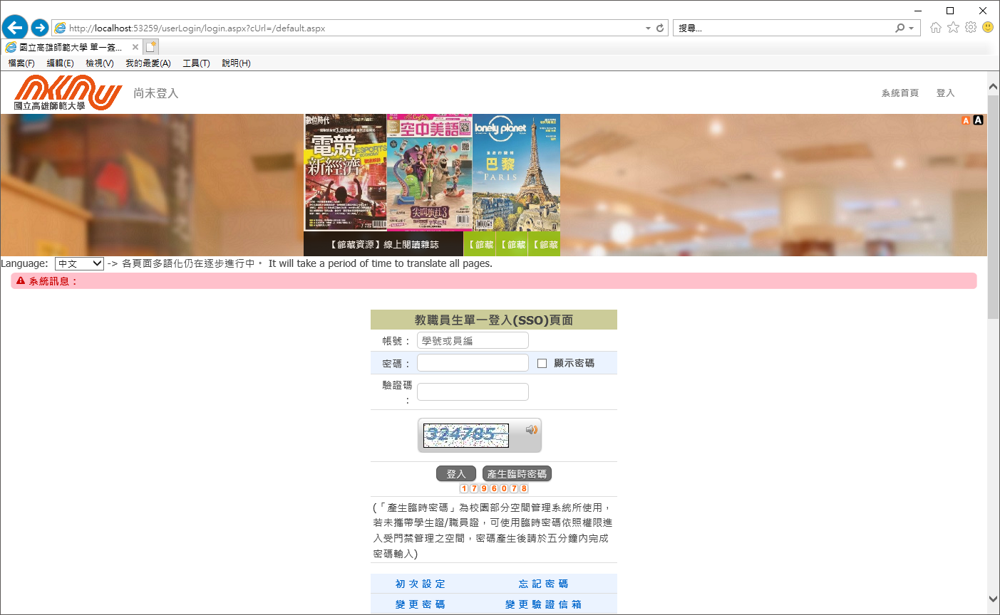 http://localhost:53259/userLogin/login.aspx?cUrl=/default.aspx
搜尋...
國立高雄師範大學 單一簽...
檔案(F) 編輯(E) 檢視(V) 我的最愛(A) 工具(T) 說明(H)
國立高雄師範大學
尚未登入
系統首頁 登入
A A
數位時代
電競
ESPORTS
ECONOMY
新經濟
空中美語
尖叫旅社3
lonely planet
巴黎
PARIS
【館藏資源】線上閱讀雜誌 【館藏 【館藏 【館藏
Language: 中文 -> 各頁面多語化仍在逐步進行中。 It will take a period of time to translate all pages.
系統訊息：
教職員生單一登入(SSO)頁面
帳號： 學號或員編
密碼： 顯示密碼
驗證碼
：
324785
登入 產生臨時密碼
1796078
(「產生臨時密碼」為校園部分空間管理系統所使用，
若未攜帶學生證/職員證，可使用臨時密碼依照權限進
入受門禁管理之空間，密碼產生後請於五分鐘內完成
密碼輸入)
初次設定 忘記密碼
變更密碼 變更驗證信箱